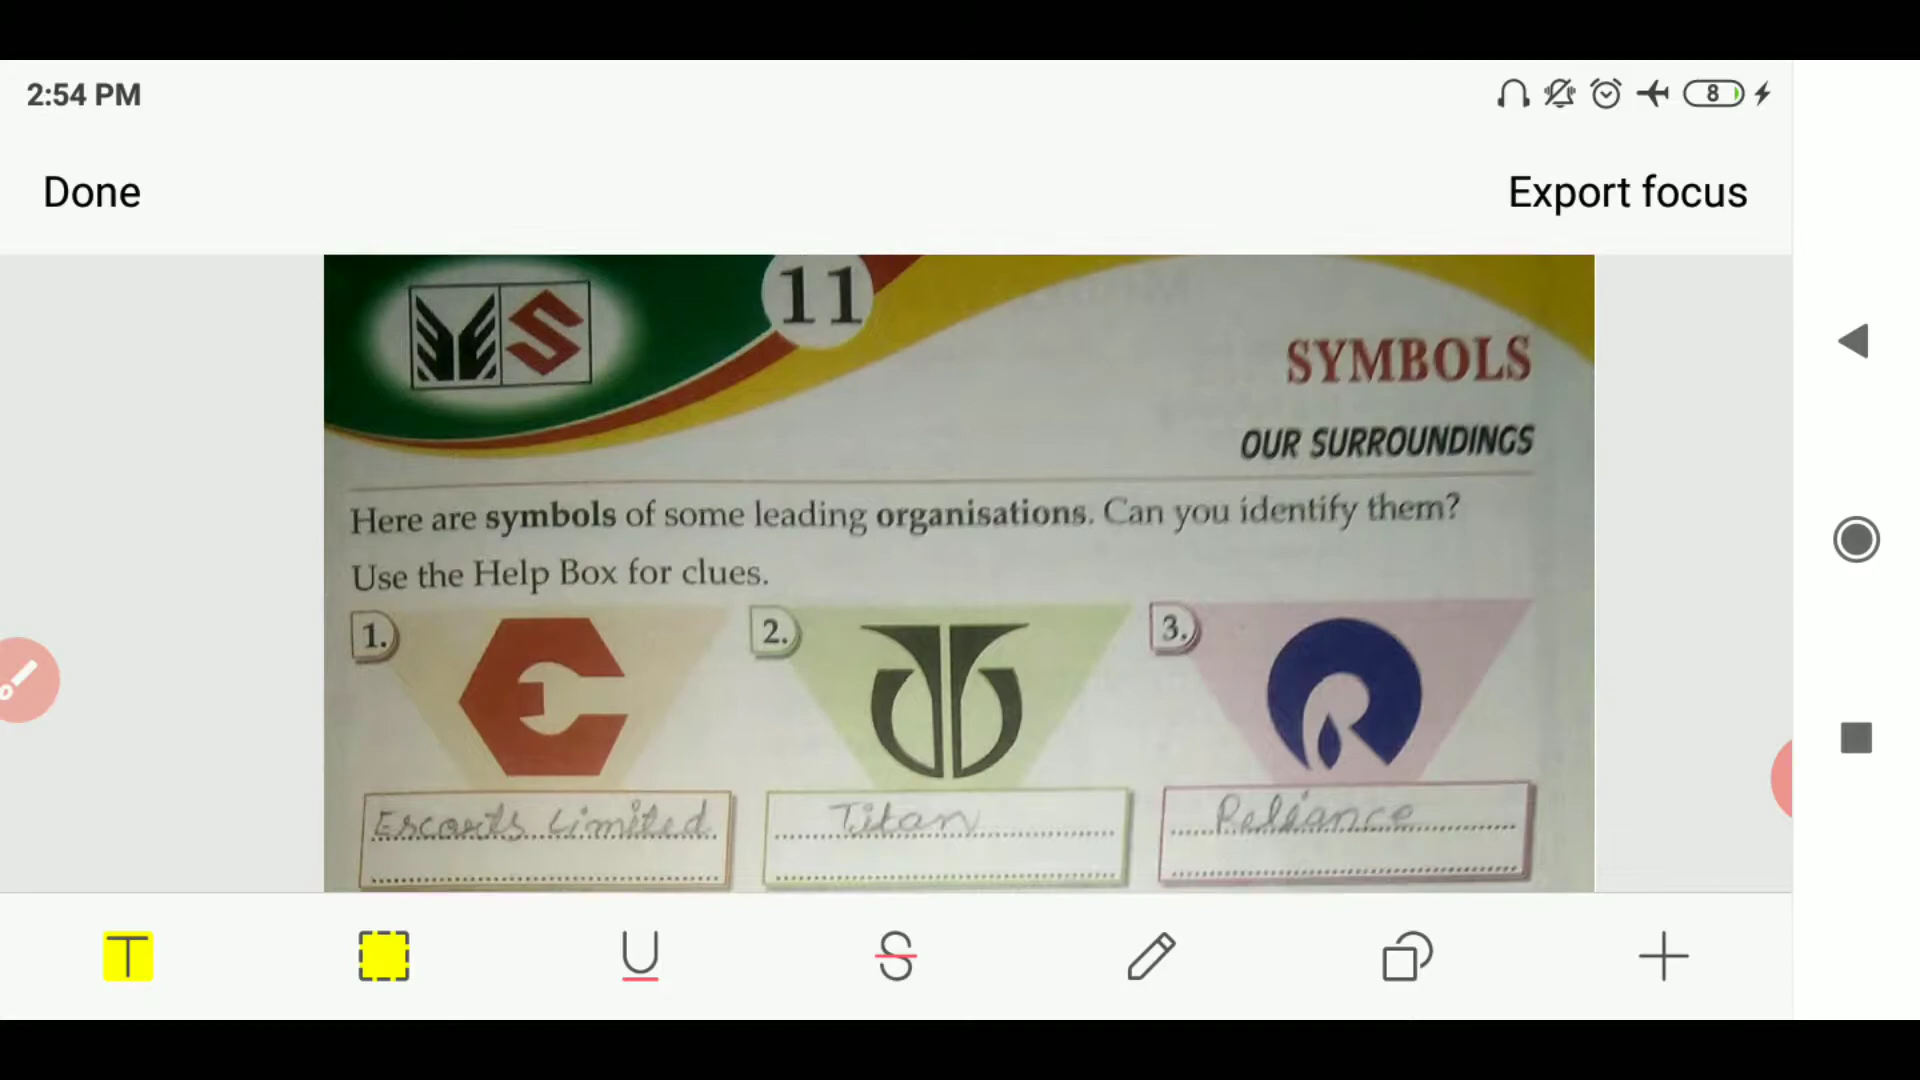 2:54 PM
8
Done
Export focus
11
SYMBOLS
OUR SURROUNDINGS
Here are symbols of some leading organisations. Can you identify them?
Use the Help Box for clues.
1.
2.
3.
Escorts Limited
Titan
Reliance